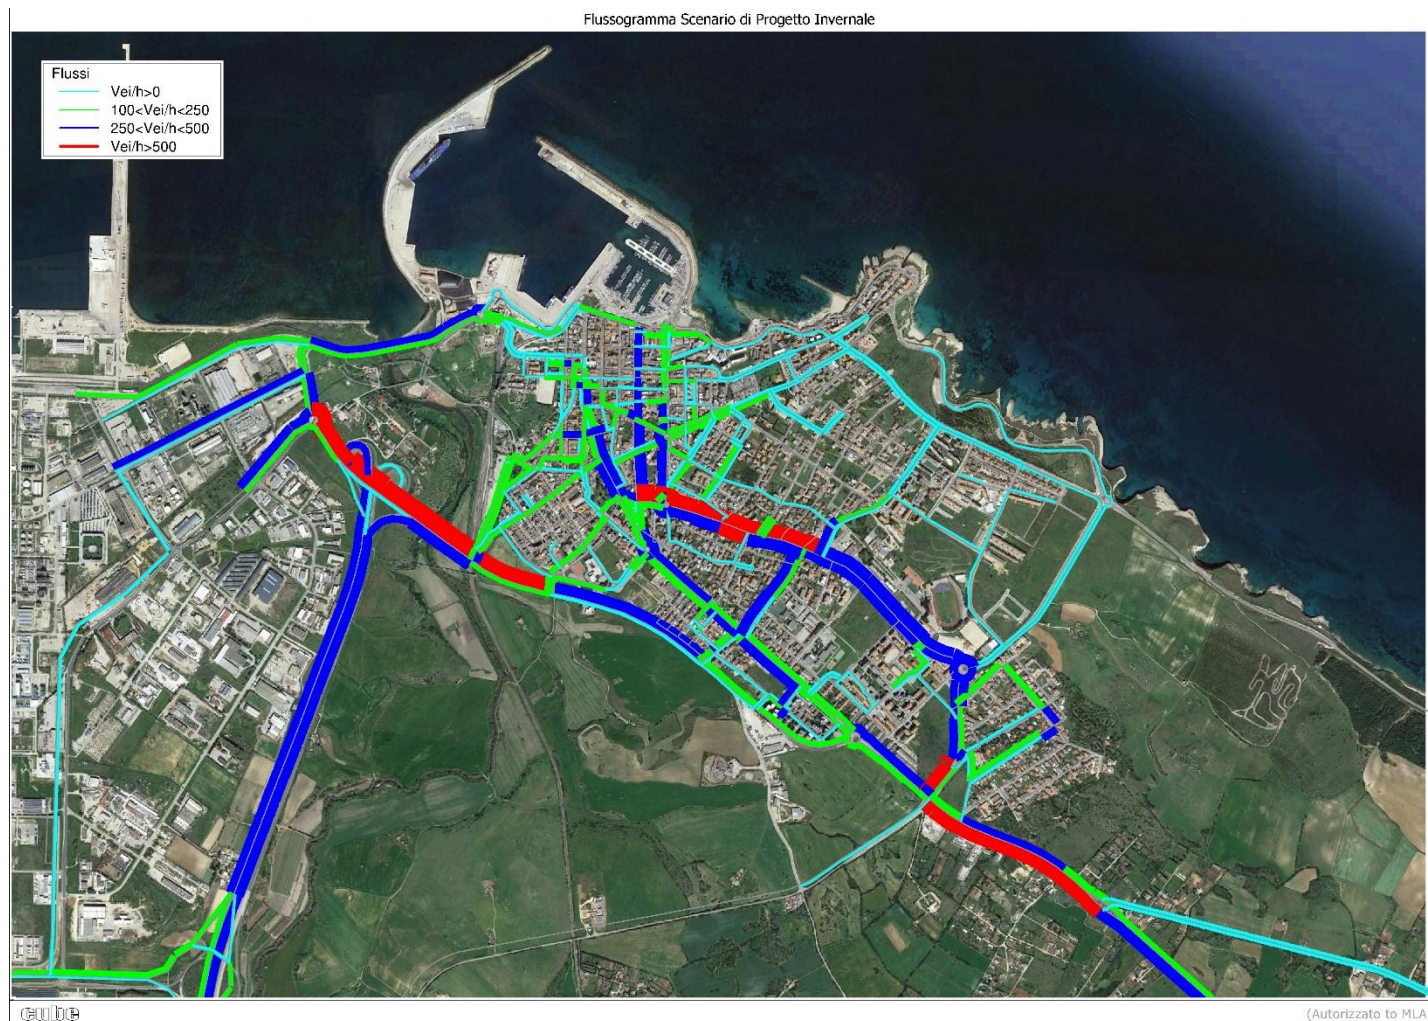 Flussogramma Scenario di Progetto Invernale
Flussi
Vei/h>0
100<Vei/h<250
250<Vei/h<500
Vei/h>500
cube
(Autorizzato to MLA